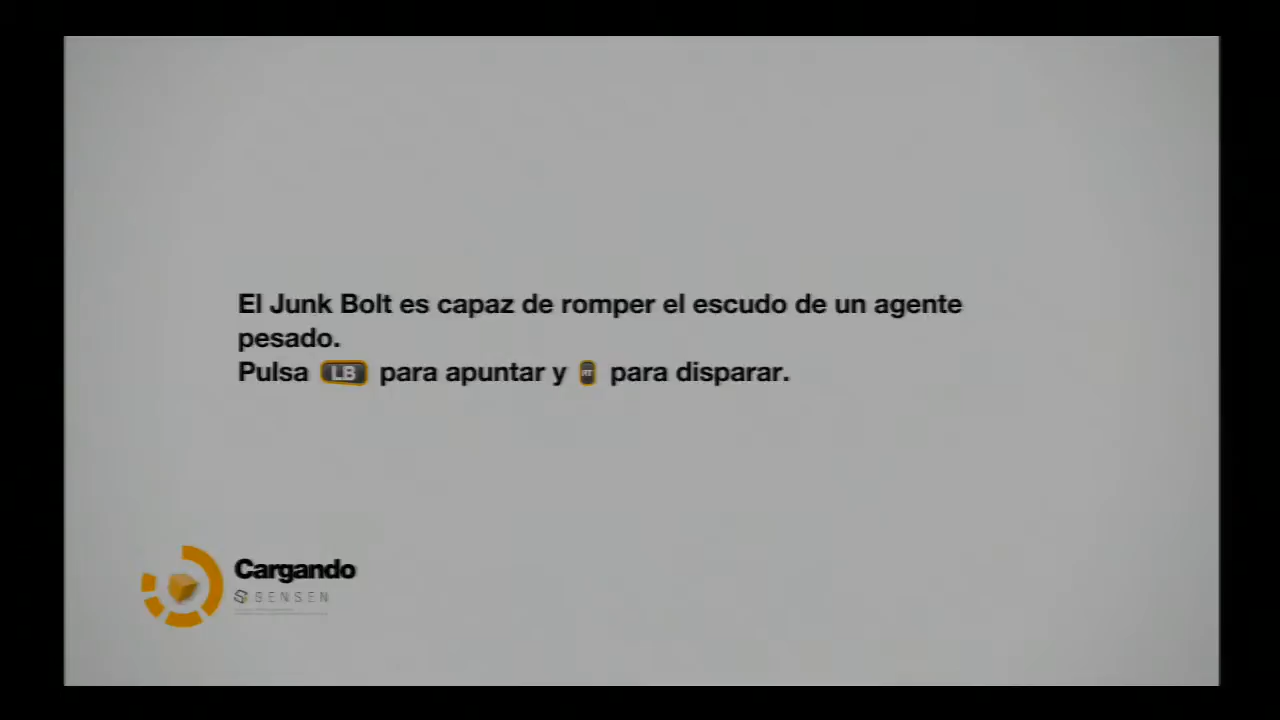 El Junk Bolt es capaz de romper el escudo de un agente
pesado.
Pulsa LB para apuntar y RT para disparar.
Cargando
SENSEN